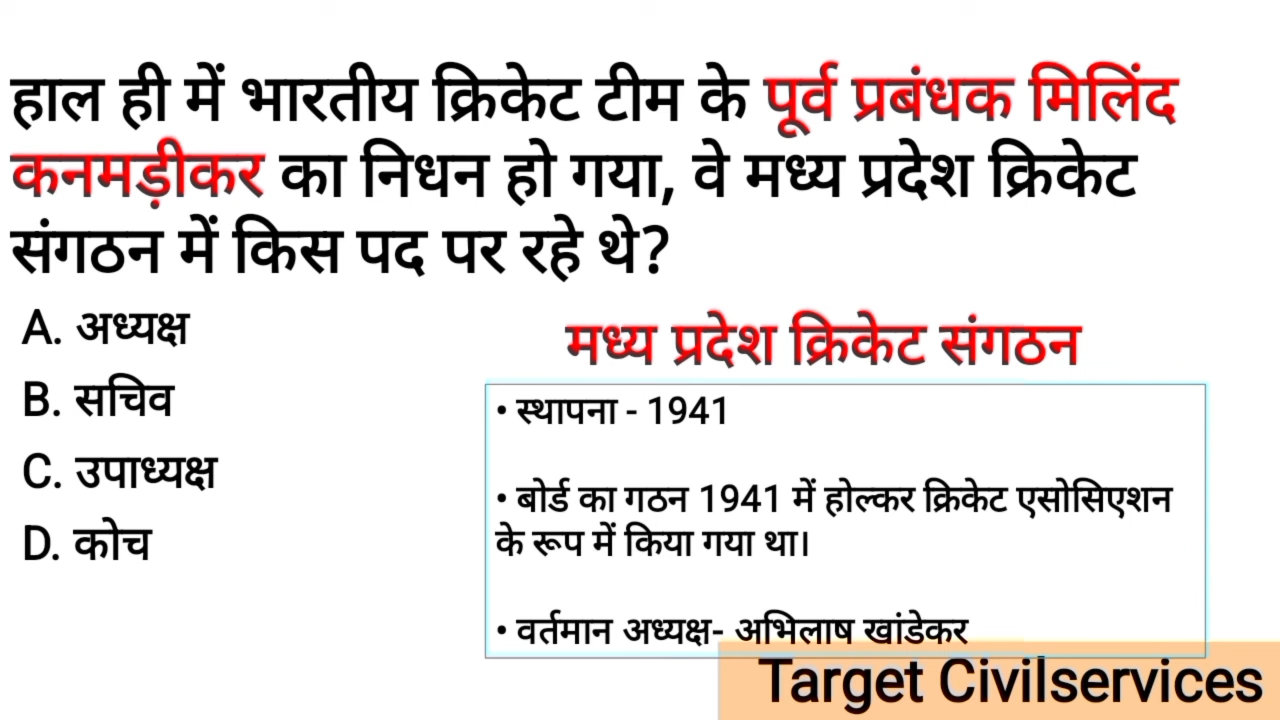 हाल ही में भारतीय क्रिकेट टीम के पूर्व प्रबंधक मिलिंद
कनमड़ीकर का निधन हो गया, वे मध्य प्रदेश क्रिकेट
संगठन में किस पद पर रहे थे?
A. अध्यक्ष
B. सचिव
C. उपाध्यक्ष
D. कोच
मध्य प्रदेश क्रिकेट संगठन
• स्थापना - 1941
• बोर्ड का गठन 1941 में होल्कर क्रिकेट एसोसिएशन
के रूप में किया गया था।
• वर्तमान अध्यक्ष- अभिलाष खांडेकर
Target Civilservices